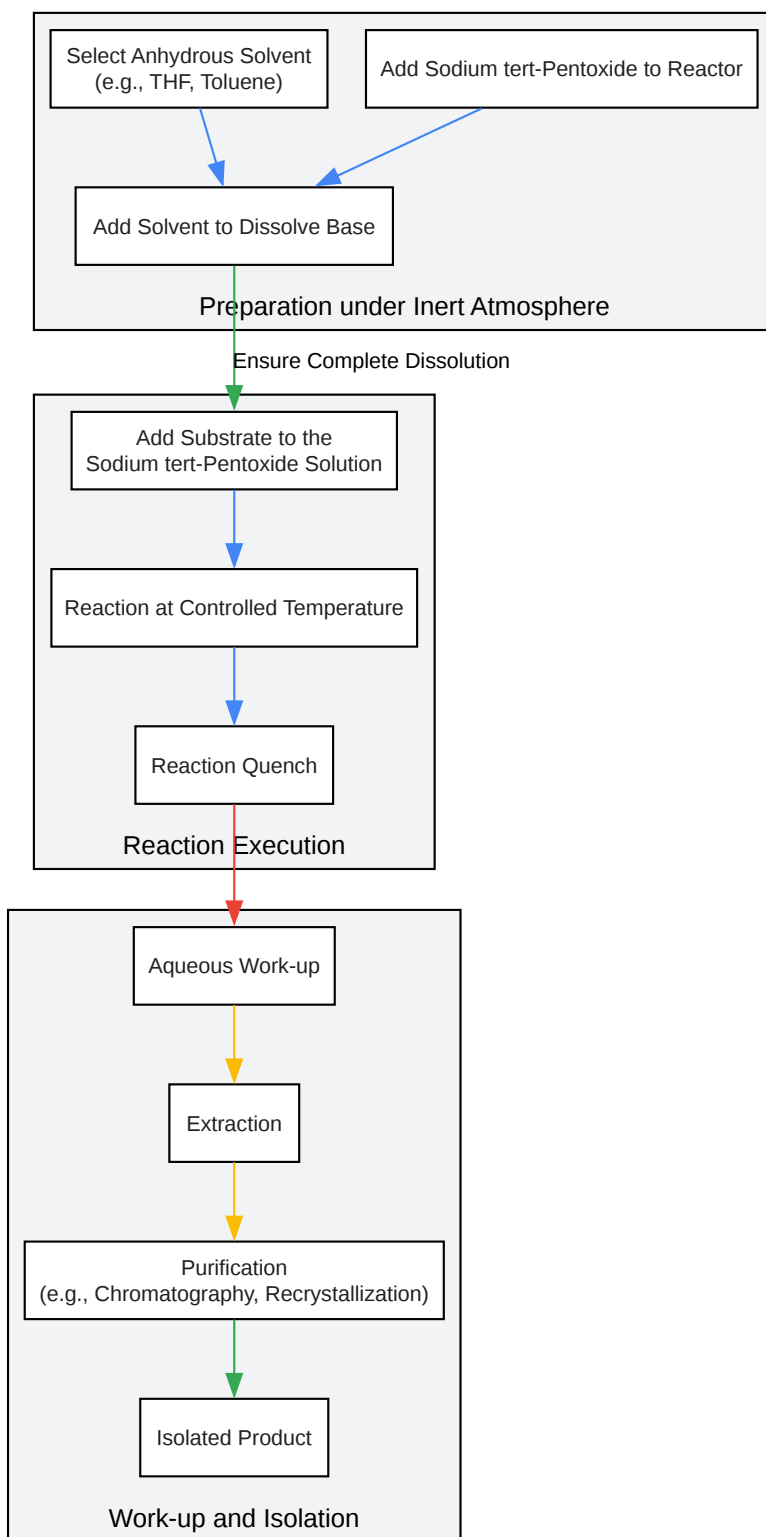 Select Anhydrous Solvent
(e.g., THF, Toluene)
Add Sodium tert-Pentoxide to Reactor
Add Solvent to Dissolve Base
Preparation under Inert Atmosphere
Ensure Complete Dissolution
Add Substrate to the
Sodium tert-Pentoxide Solution
Reaction at Controlled Temperature
Reaction Quench
Reaction Execution
Aqueous Work-up
Extraction
Purification
(e.g., Chromatography, Recrystallization)
Isolated Product
Work-up and Isolation